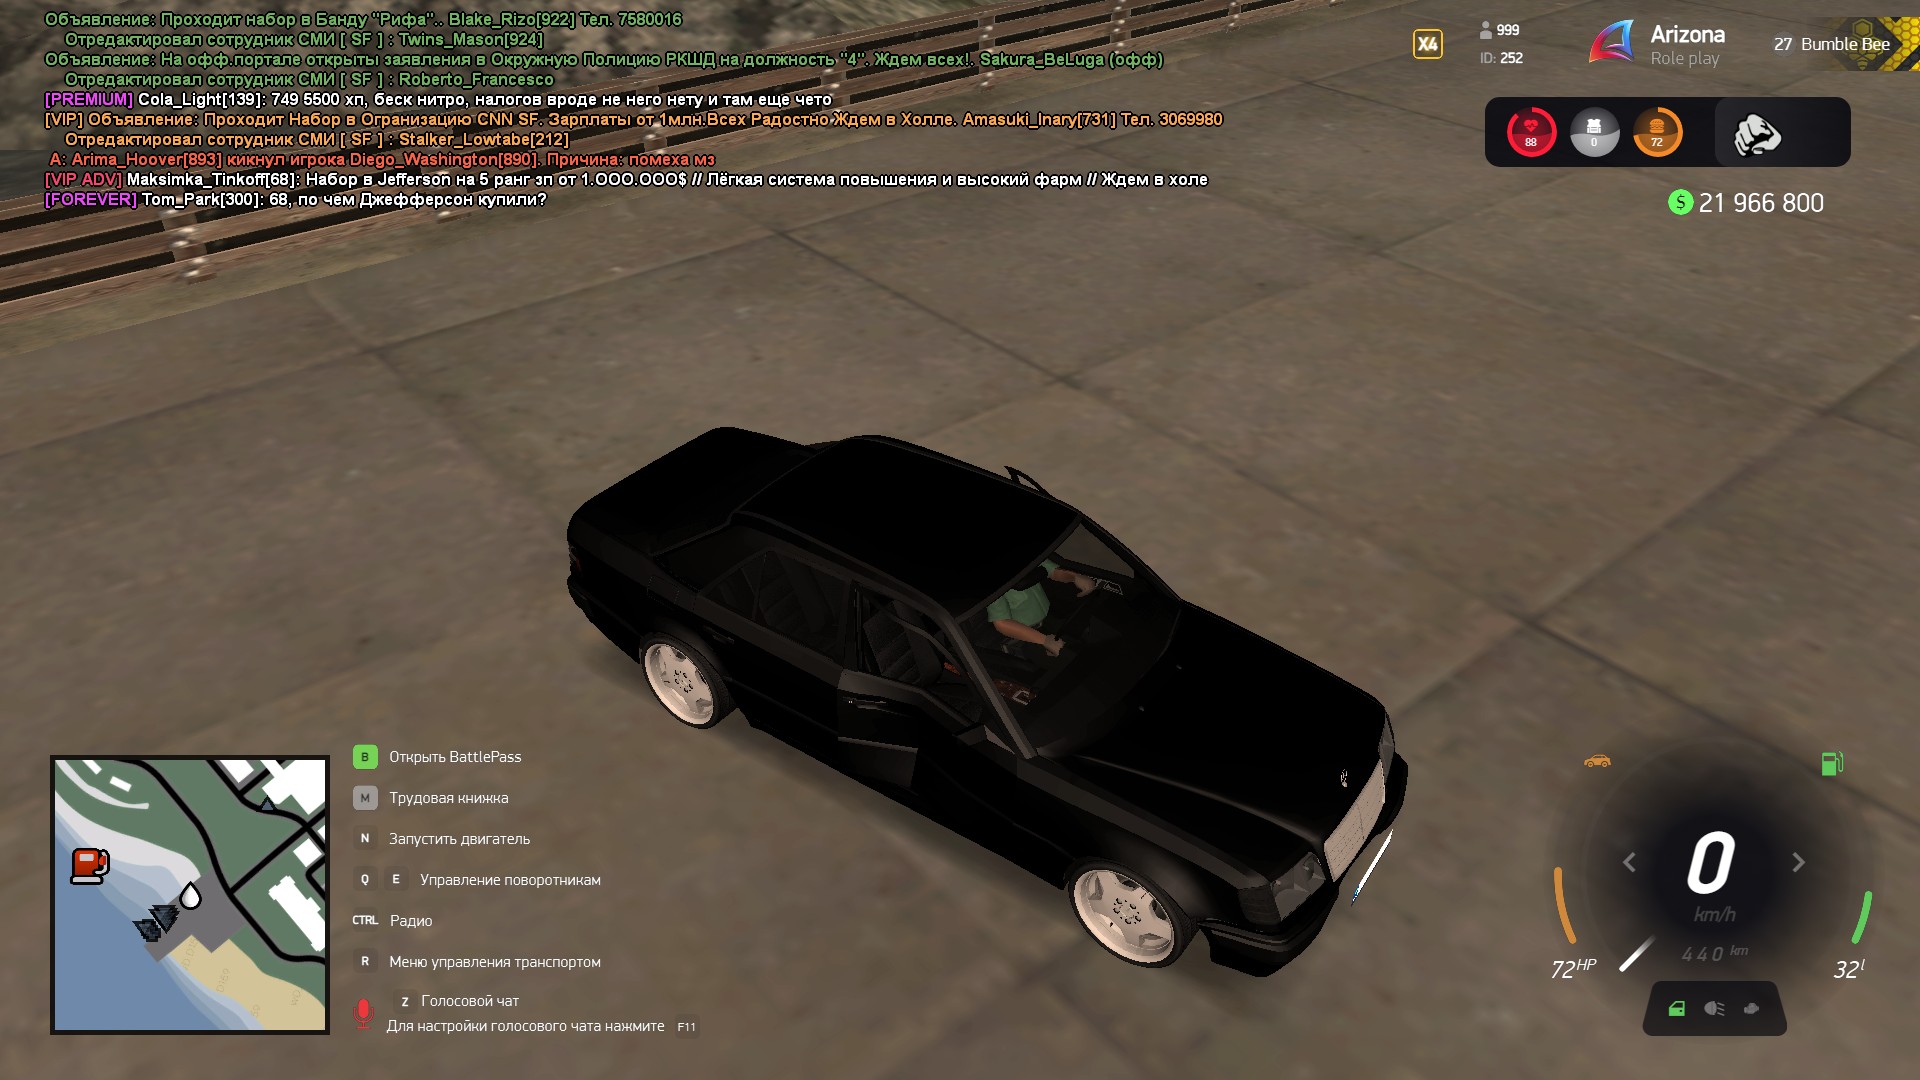 Объявление: Проходит набор в Банду "Рифа".. Blake_Rizo[922] Тел. 7580016
Отредактировал сотрудник СМИ [ SF ] : Twins_Mason[924]
Объявление: На офф.портале открыты заявления в Окружную Полицию РКШД на должность "4". Ждем всех!. Sakura_BeLuga (офф)
Отредактировал сотрудник СМИ [ SF ] : Roberto_Francesco
[PREMIUM] Cola_Light[139]: 749 5500 хп, беск нитро, налогов вроде не него нету и там еще чето
[VIP] Объявление: Проходит Набор в Огранизацию CNN SF. Зарплаты от 1млн.Всех Радостно Ждем в Холле. Amasuki_Inary[731] Тел. 3069980
Отредактировал сотрудник СМИ [ SF ] : Stalker_Lowtabe[212]
A: Arima_Hoover[893] кикнул игрока Diego_Washington[890]. Причина: помеха мз
[VIP ADV] Maksimka_Tinkoff[68]: Набор в Jefferson на 5 ранг зп от 1.ООО.ООО$ // Лёгкая система повышения и высокий фарм // Ждем в холе
[FOREVER] Tom_Park[300]: 68, по чем Джефферсон купили?
X4
999
ID: 252
Arizona
Role play
27 Bumble Bee
88
0
72
$ 21 966 800
B Открыть BattlePass
M Трудовая книжка
N Запустить двигатель
Q E Управление поворотникам
CTRL Радио
R Меню управления транспортом
Z Голосовой чат
Для настройки голосового чата нажмите F11
0
km/h
440 km
72HP
32l